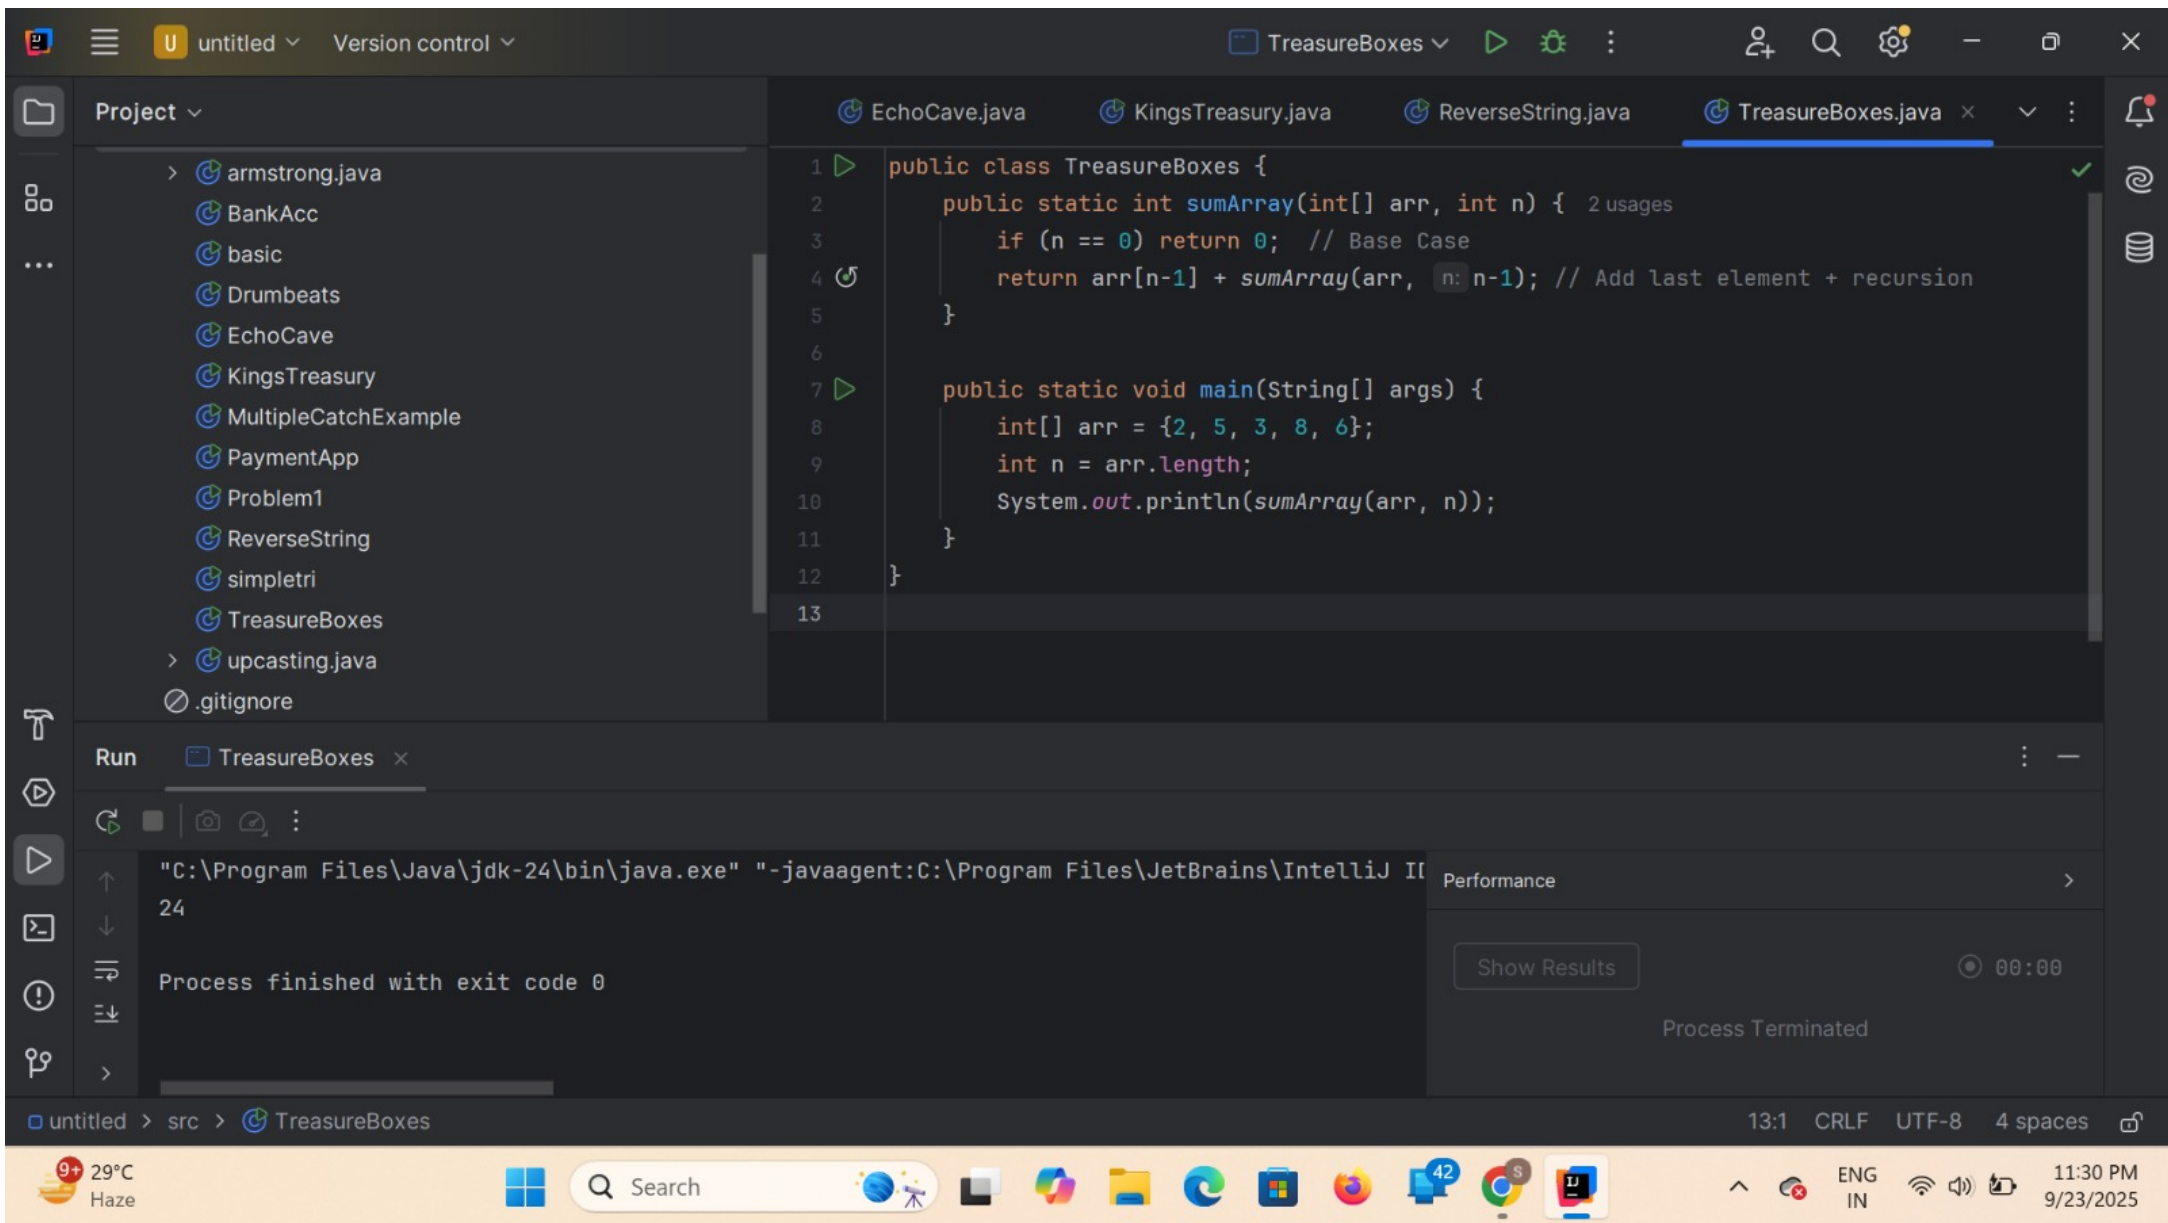 U untitled Version control TreasureBoxes
Project
EchoCave.java KingsTreasury.java ReverseString.java TreasureBoxes.java
armstrong.java
BankAcc
basic
Drumbeats
EchoCave
KingsTreasury
MultipleCatchExample
PaymentApp
Problem1
ReverseString
simpletri
TreasureBoxes
upcasting.java
.gitignore
1 public class TreasureBoxes {
2 public static int sumArray(int[] arr, int n) { 2 usages
3 if (n == 0) return 0; // Base Case
4 return arr[n-1] + sumArray(arr, n: n-1); // Add last element + recursion
5 }
6
7 public static void main(String[] args) {
8 int[] arr = {2, 5, 3, 8, 6};
9 int n = arr.length;
10 System.out.println(sumArray(arr, n));
11 }
12 }
13
Run TreasureBoxes
"C:\Program Files\Java\jdk-24\bin\java.exe" "-javaagent:C:\Program Files\JetBrains\IntelliJ
24
Process finished with exit code 0
Performance
Show Results 00:00
Process Terminated
untitled > src > TreasureBoxes 13:1 CRLF UTF-8 4 spaces
9+ 29°C
Haze
Search
42
S
ENG
IN
11:30 PM
9/23/2025